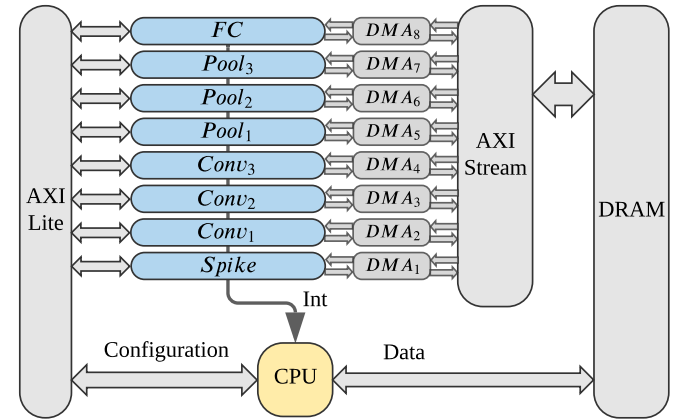 FC
DMA₈
Pool₃
DMA₇
Pool₂
DMA₆
Pool₁
DMA₅
Conv₃
DMA₄
Conv₂
DMA₃
Conv₁
DMA₂
Spike
DMA₁
AXI
Lite
AXI
Stream
DRAM
Int
Configuration
CPU
Data